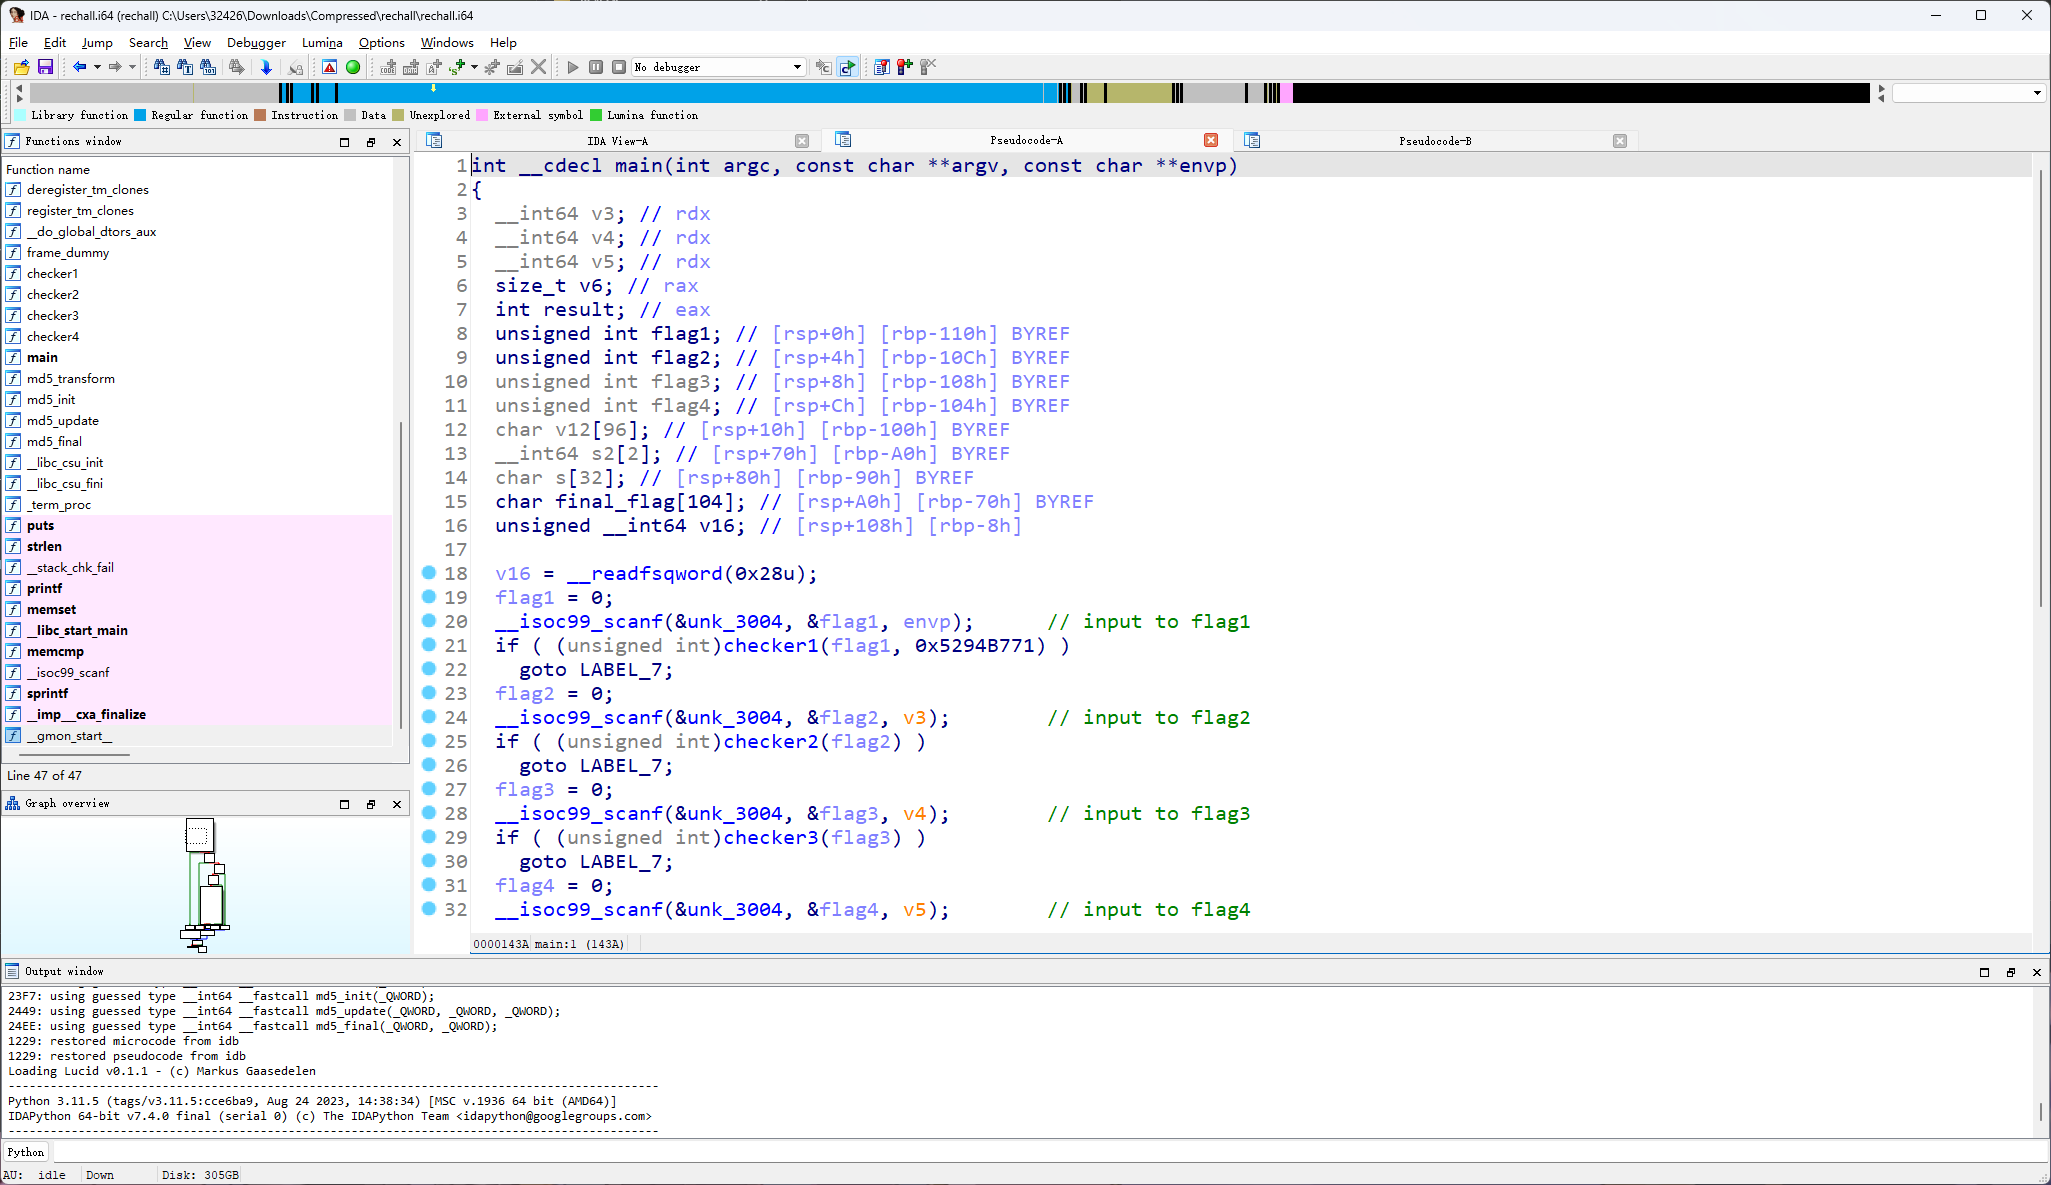 IDA - rechall.i64 (rechall) C:\Users\32426\Downloads\Compressed\rechall\rechall.i64
File Edit Jump Search View Debugger Lumina Options Windows Help
No debugger
Library function Regular function Instruction Data Unexplored External symbol Lumina function
Functions window
IDA View-A Pseudocode-A Pseudocode-B
Function name
deregister_tm_clones
register_tm_clones
__do_global_dtors_aux
frame_dummy
checker1
checker2
checker3
checker4
main
md5_transform
md5_init
md5_update
md5_final
__libc_csu_init
__libc_csu_fini
_term_proc
puts
strlen
__stack_chk_fail
printf
memset
__libc_start_main
memcmp
__isoc99_scanf
sprintf
__imp___cxa_finalize
__gmon_start__
Line 47 of 47
Graph overview
1 int __cdecl main(int argc, const char **argv, const char **envp)
2 {
3 __int64 v3; // rdx
4 __int64 v4; // rdx
5 __int64 v5; // rdx
6 size_t v6; // rax
7 int result; // eax
8 unsigned int flag1; // [rsp+0h] [rbp-110h] BYREF
9 unsigned int flag2; // [rsp+4h] [rbp-10Ch] BYREF
10 unsigned int flag3; // [rsp+8h] [rbp-108h] BYREF
11 unsigned int flag4; // [rsp+Ch] [rbp-104h] BYREF
12 char v12[96]; // [rsp+10h] [rbp-100h] BYREF
13 __int64 s2[2]; // [rsp+70h] [rbp-A0h] BYREF
14 char s[32]; // [rsp+80h] [rbp-90h] BYREF
15 char final_flag[104]; // [rsp+A0h] [rbp-70h] BYREF
16 unsigned __int64 v16; // [rsp+108h] [rbp-8h]
17
18 v16 = __readfsqword(0x28u);
19 flag1 = 0;
20 __isoc99_scanf(&unk_3004, &flag1, envp); // input to flag1
21 if ( (unsigned int)checker1(flag1, 0x5294B771) )
22 goto LABEL_7;
23 flag2 = 0;
24 __isoc99_scanf(&unk_3004, &flag2, v3); // input to flag2
25 if ( (unsigned int)checker2(flag2) )
26 goto LABEL_7;
27 flag3 = 0;
28 __isoc99_scanf(&unk_3004, &flag3, v4); // input to flag3
29 if ( (unsigned int)checker3(flag3) )
30 goto LABEL_7;
31 flag4 = 0;
32 __isoc99_scanf(&unk_3004, &flag4, v5); // input to flag4
0000143A main:1 (143A)
Output window
23F7: using guessed type __int64 __fastcall md5_init(_QWORD);
2449: using guessed type __int64 __fastcall md5_update(_QWORD, _QWORD, _QWORD);
24EE: using guessed type __int64 __fastcall md5_final(_QWORD, _QWORD);
1229: restored microcode from idb
1229: restored pseudocode from idb
Loading Lucid v0.1.1 - (c) Markus Gaasedelen
Python 3.11.5 (tags/v3.11.5:cce6ba9, Aug 24 2023, 14:38:34) [MSC v.1936 64 bit (AMD64)]
IDAPython 64-bit v7.4.0 final (serial 0) (c) The IDAPython Team <idapython@googlegroups.com>
Python
AU: idle Down Disk: 305GB